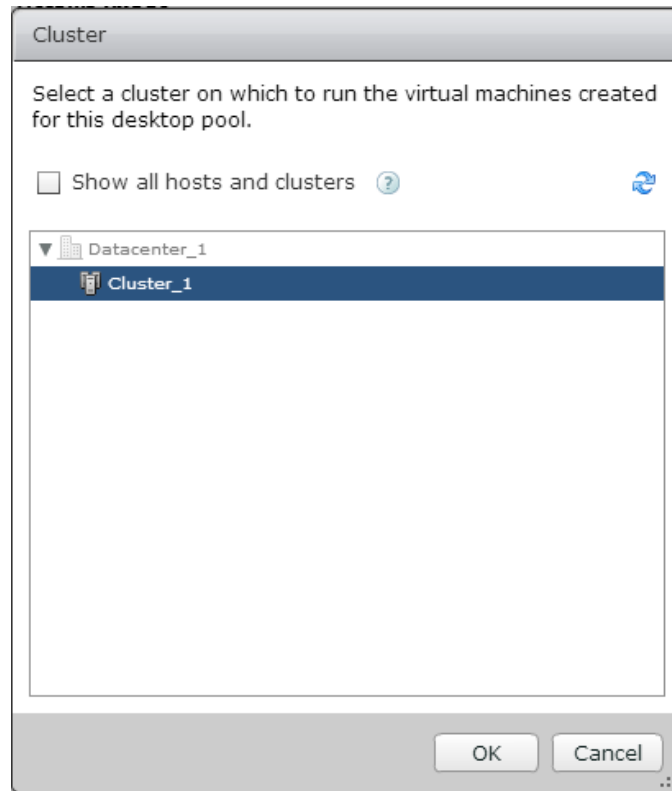 Cluster
Select a cluster on which to run the virtual machines created
for this desktop pool.
Show all hosts and clusters ?
Datacenter_1
Cluster_1
OK Cancel